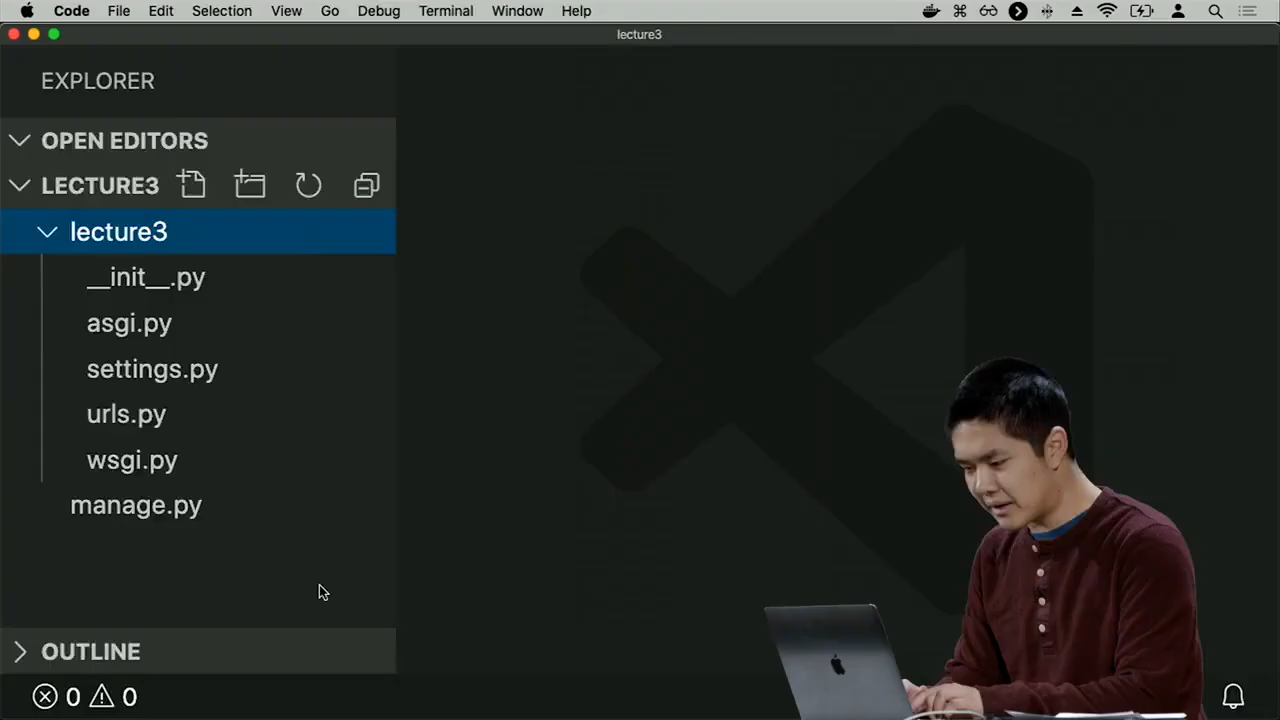 Code File Edit Selection View Go Debug Terminal Window Help
lecture3
EXPLORER
OPEN EDITORS
LECTURE3
lecture3
__init__.py
asgi.py
settings.py
urls.py
wsgi.py
manage.py
OUTLINE
0 0